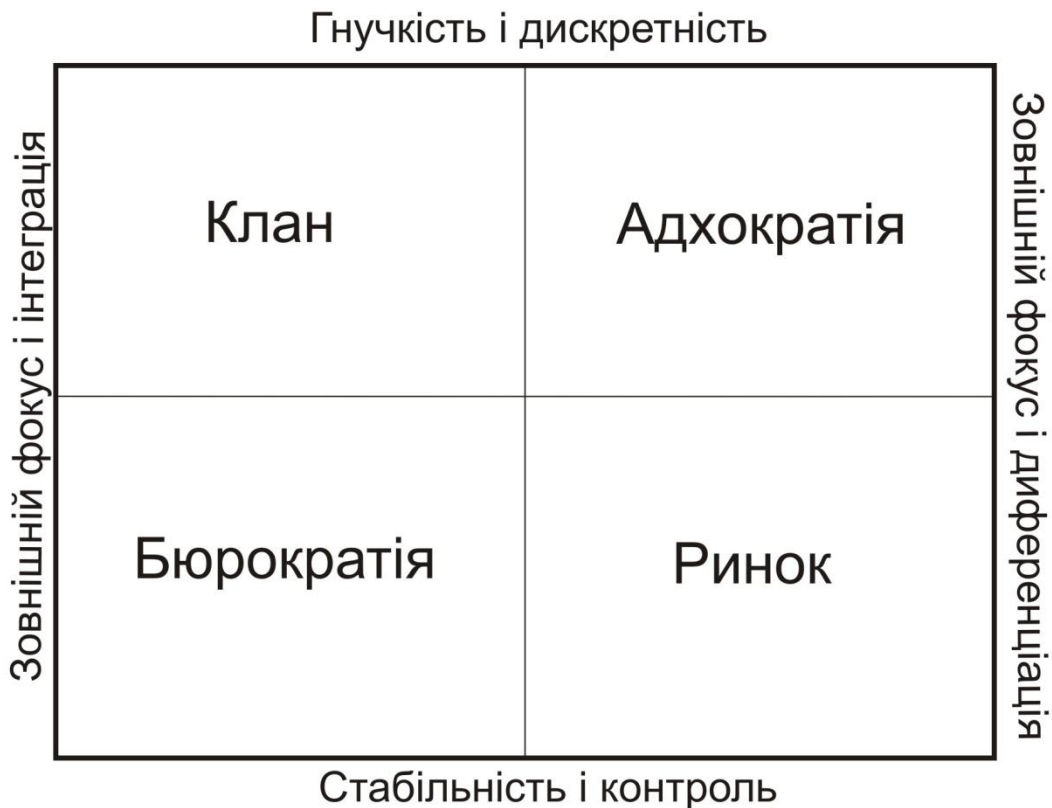 Гнучкість і дискретність
Зовнішній фокус і інтеграція
Клан
Адхократія
Зовнішній фокус і диференціація
Бюрократія
Ринок
Стабільність і контроль